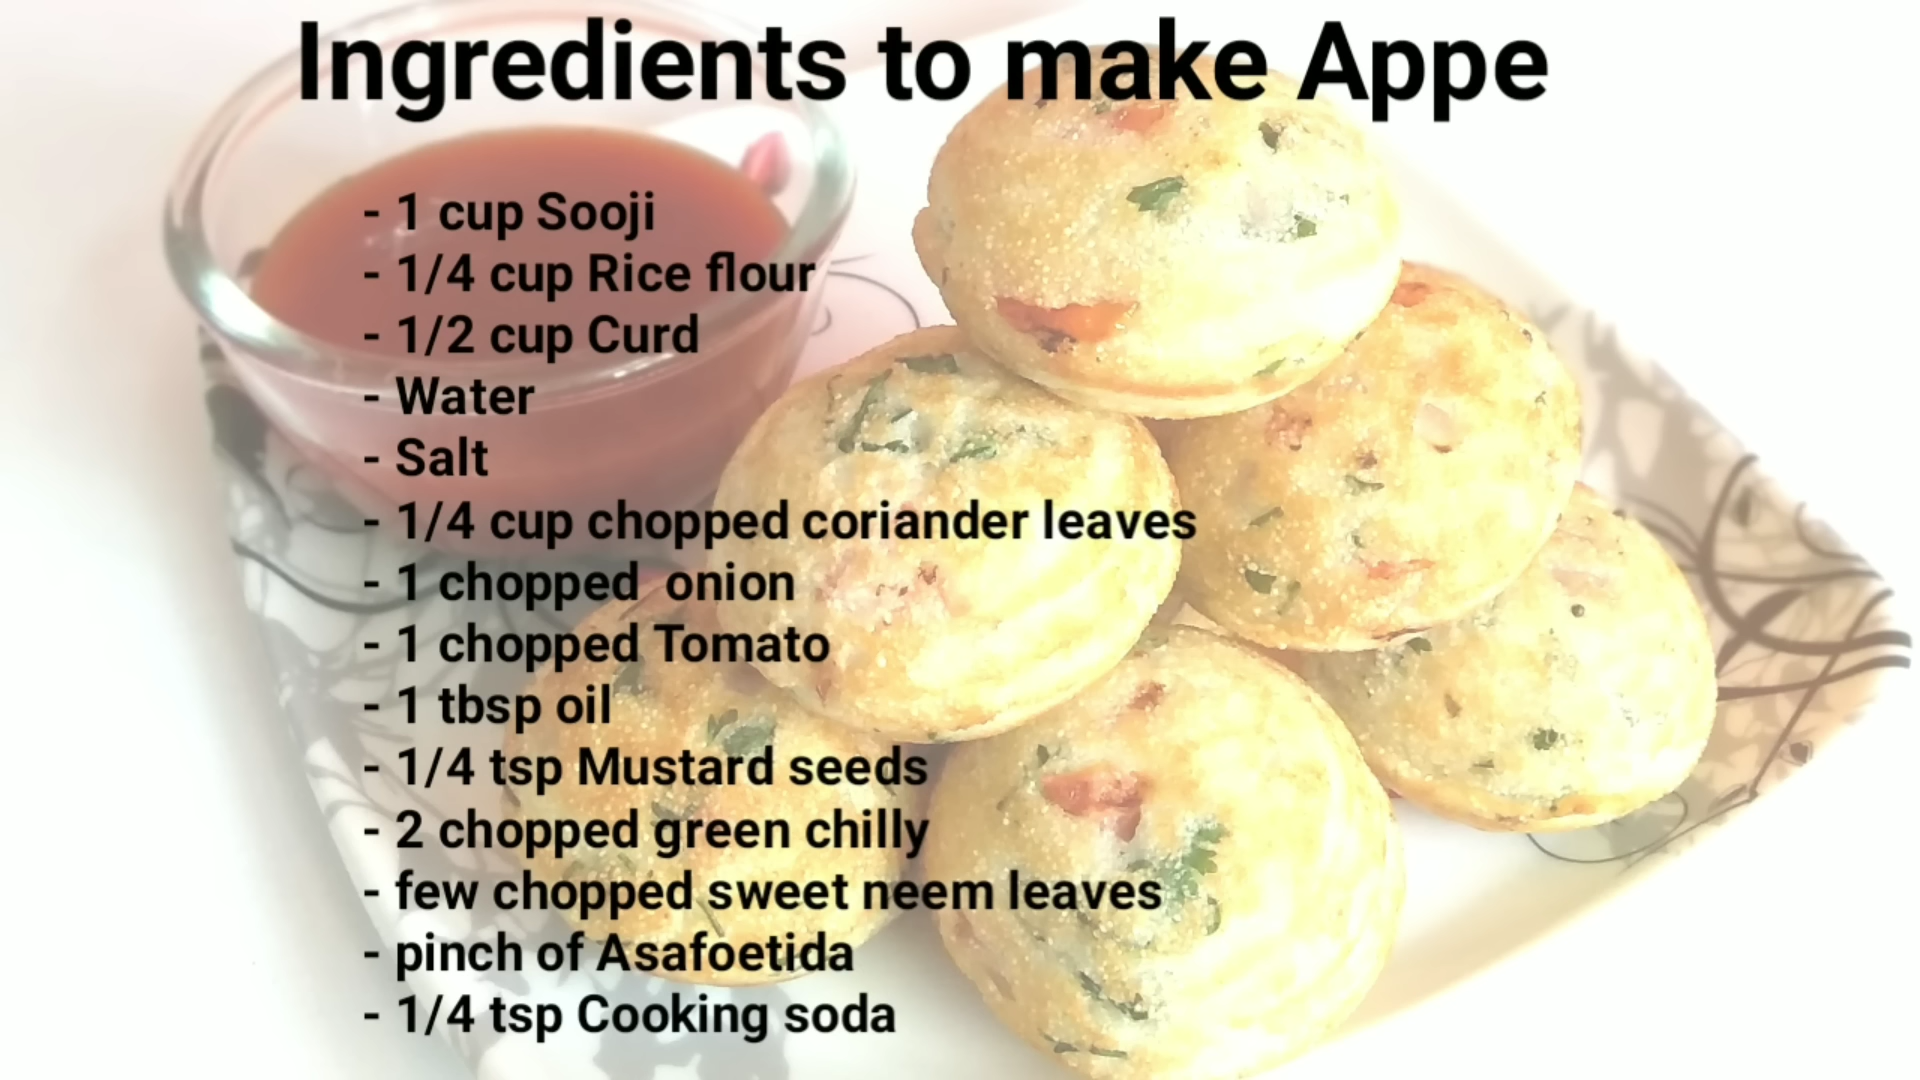 Ingredients to make Appe
- 1 cup Sooji
- 1/4 cup Rice flour
- 1/2 cup Curd
- Water
- Salt
- 1/4 cup chopped coriander leaves
- 1 chopped  onion
- 1 chopped Tomato
- 1 tbsp oil
- 1/4 tsp Mustard seeds
- 2 chopped green chilly
- few chopped sweet neem leaves
- pinch of Asafoetida
- 1/4 tsp Cooking soda